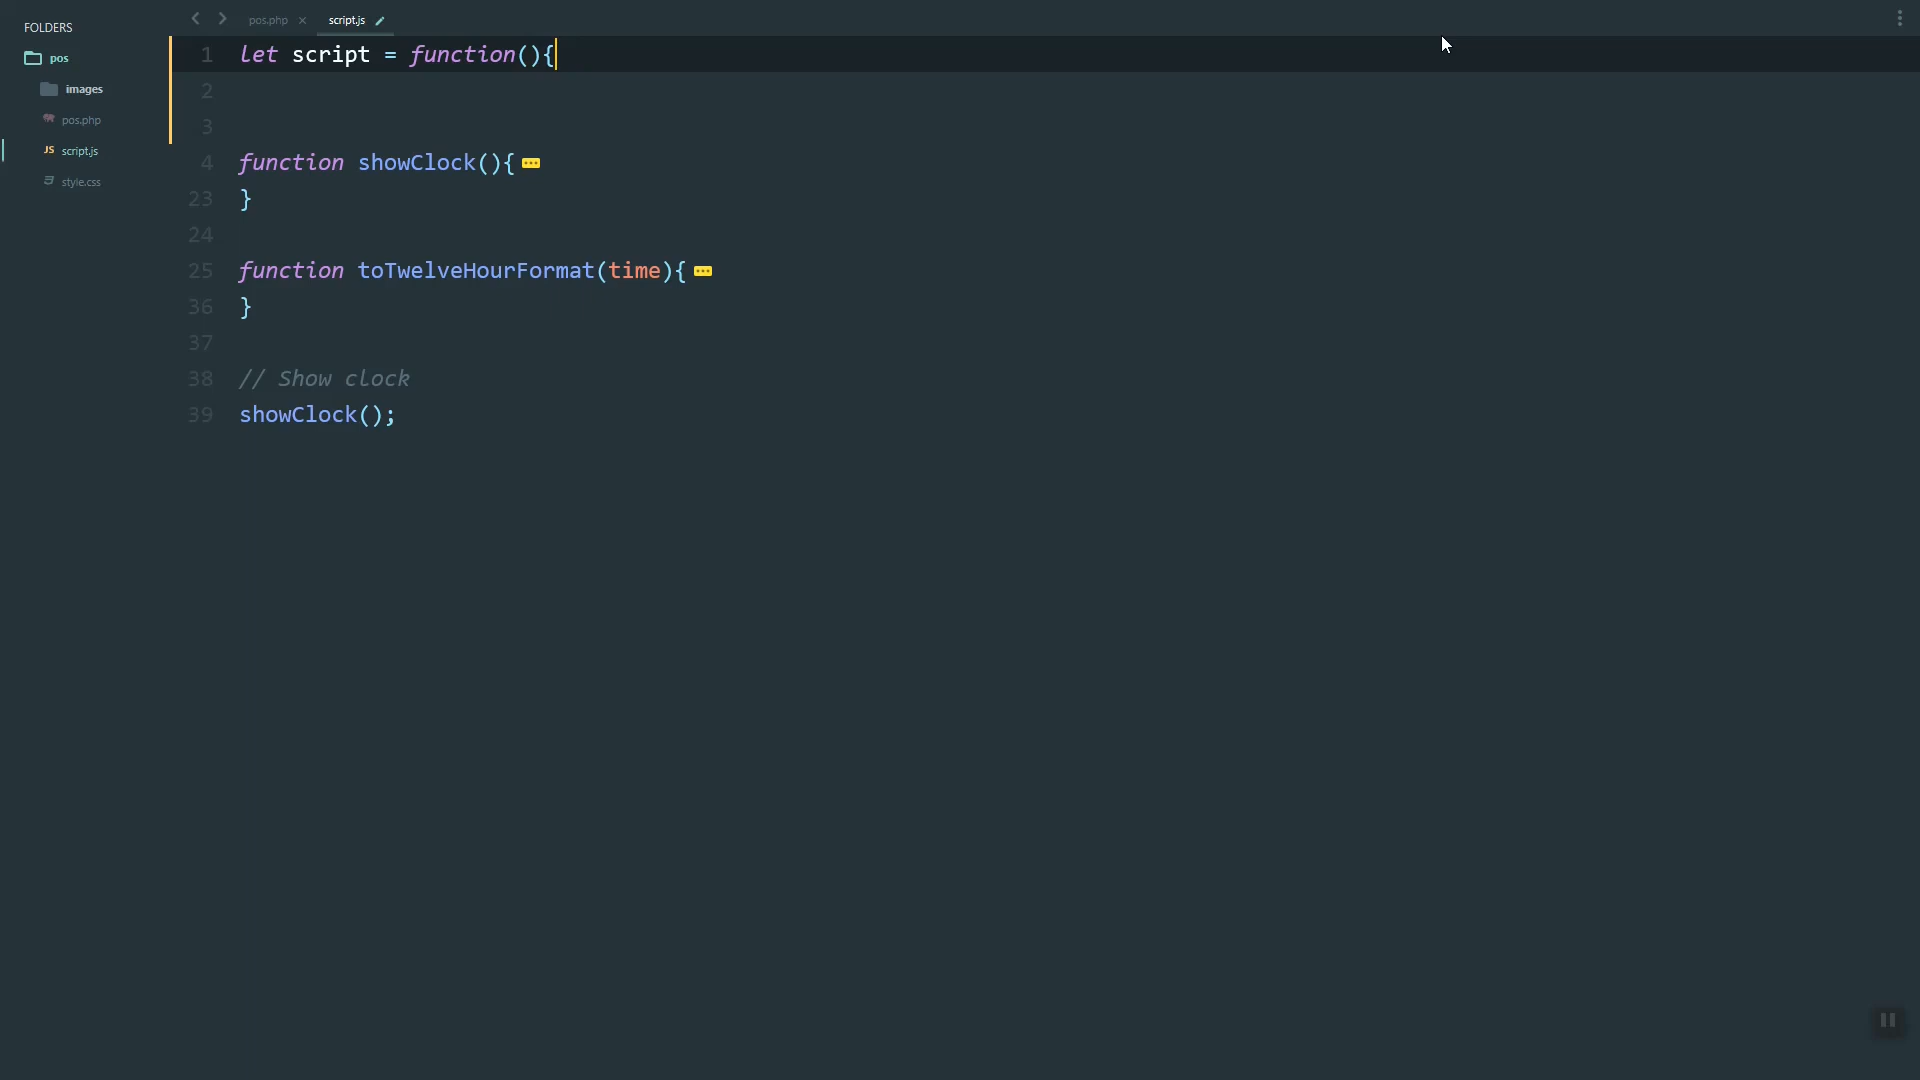 FOLDERS
pos
images
pos.php
JS script.js
style.css
pos.php × script.js
1 let script = function(){
2
3
4 function showClock(){
23 }
24
25 function toTwelveHourFormat(time){
36 }
37
38 // Show clock
39 showClock();